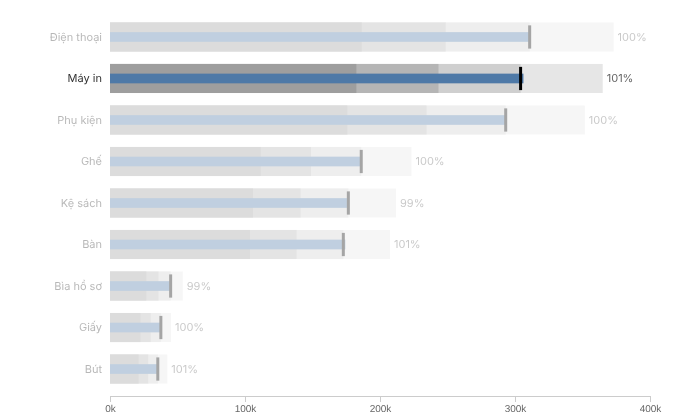 Điện thoại 100%
Máy in 101%
Phụ kiện 100%
Ghế 100%
Kệ sách 99%
Bàn 101%
Bìa hồ sơ 99%
Giấy 100%
Bút 101%
0k 100k 200k 300k 400k